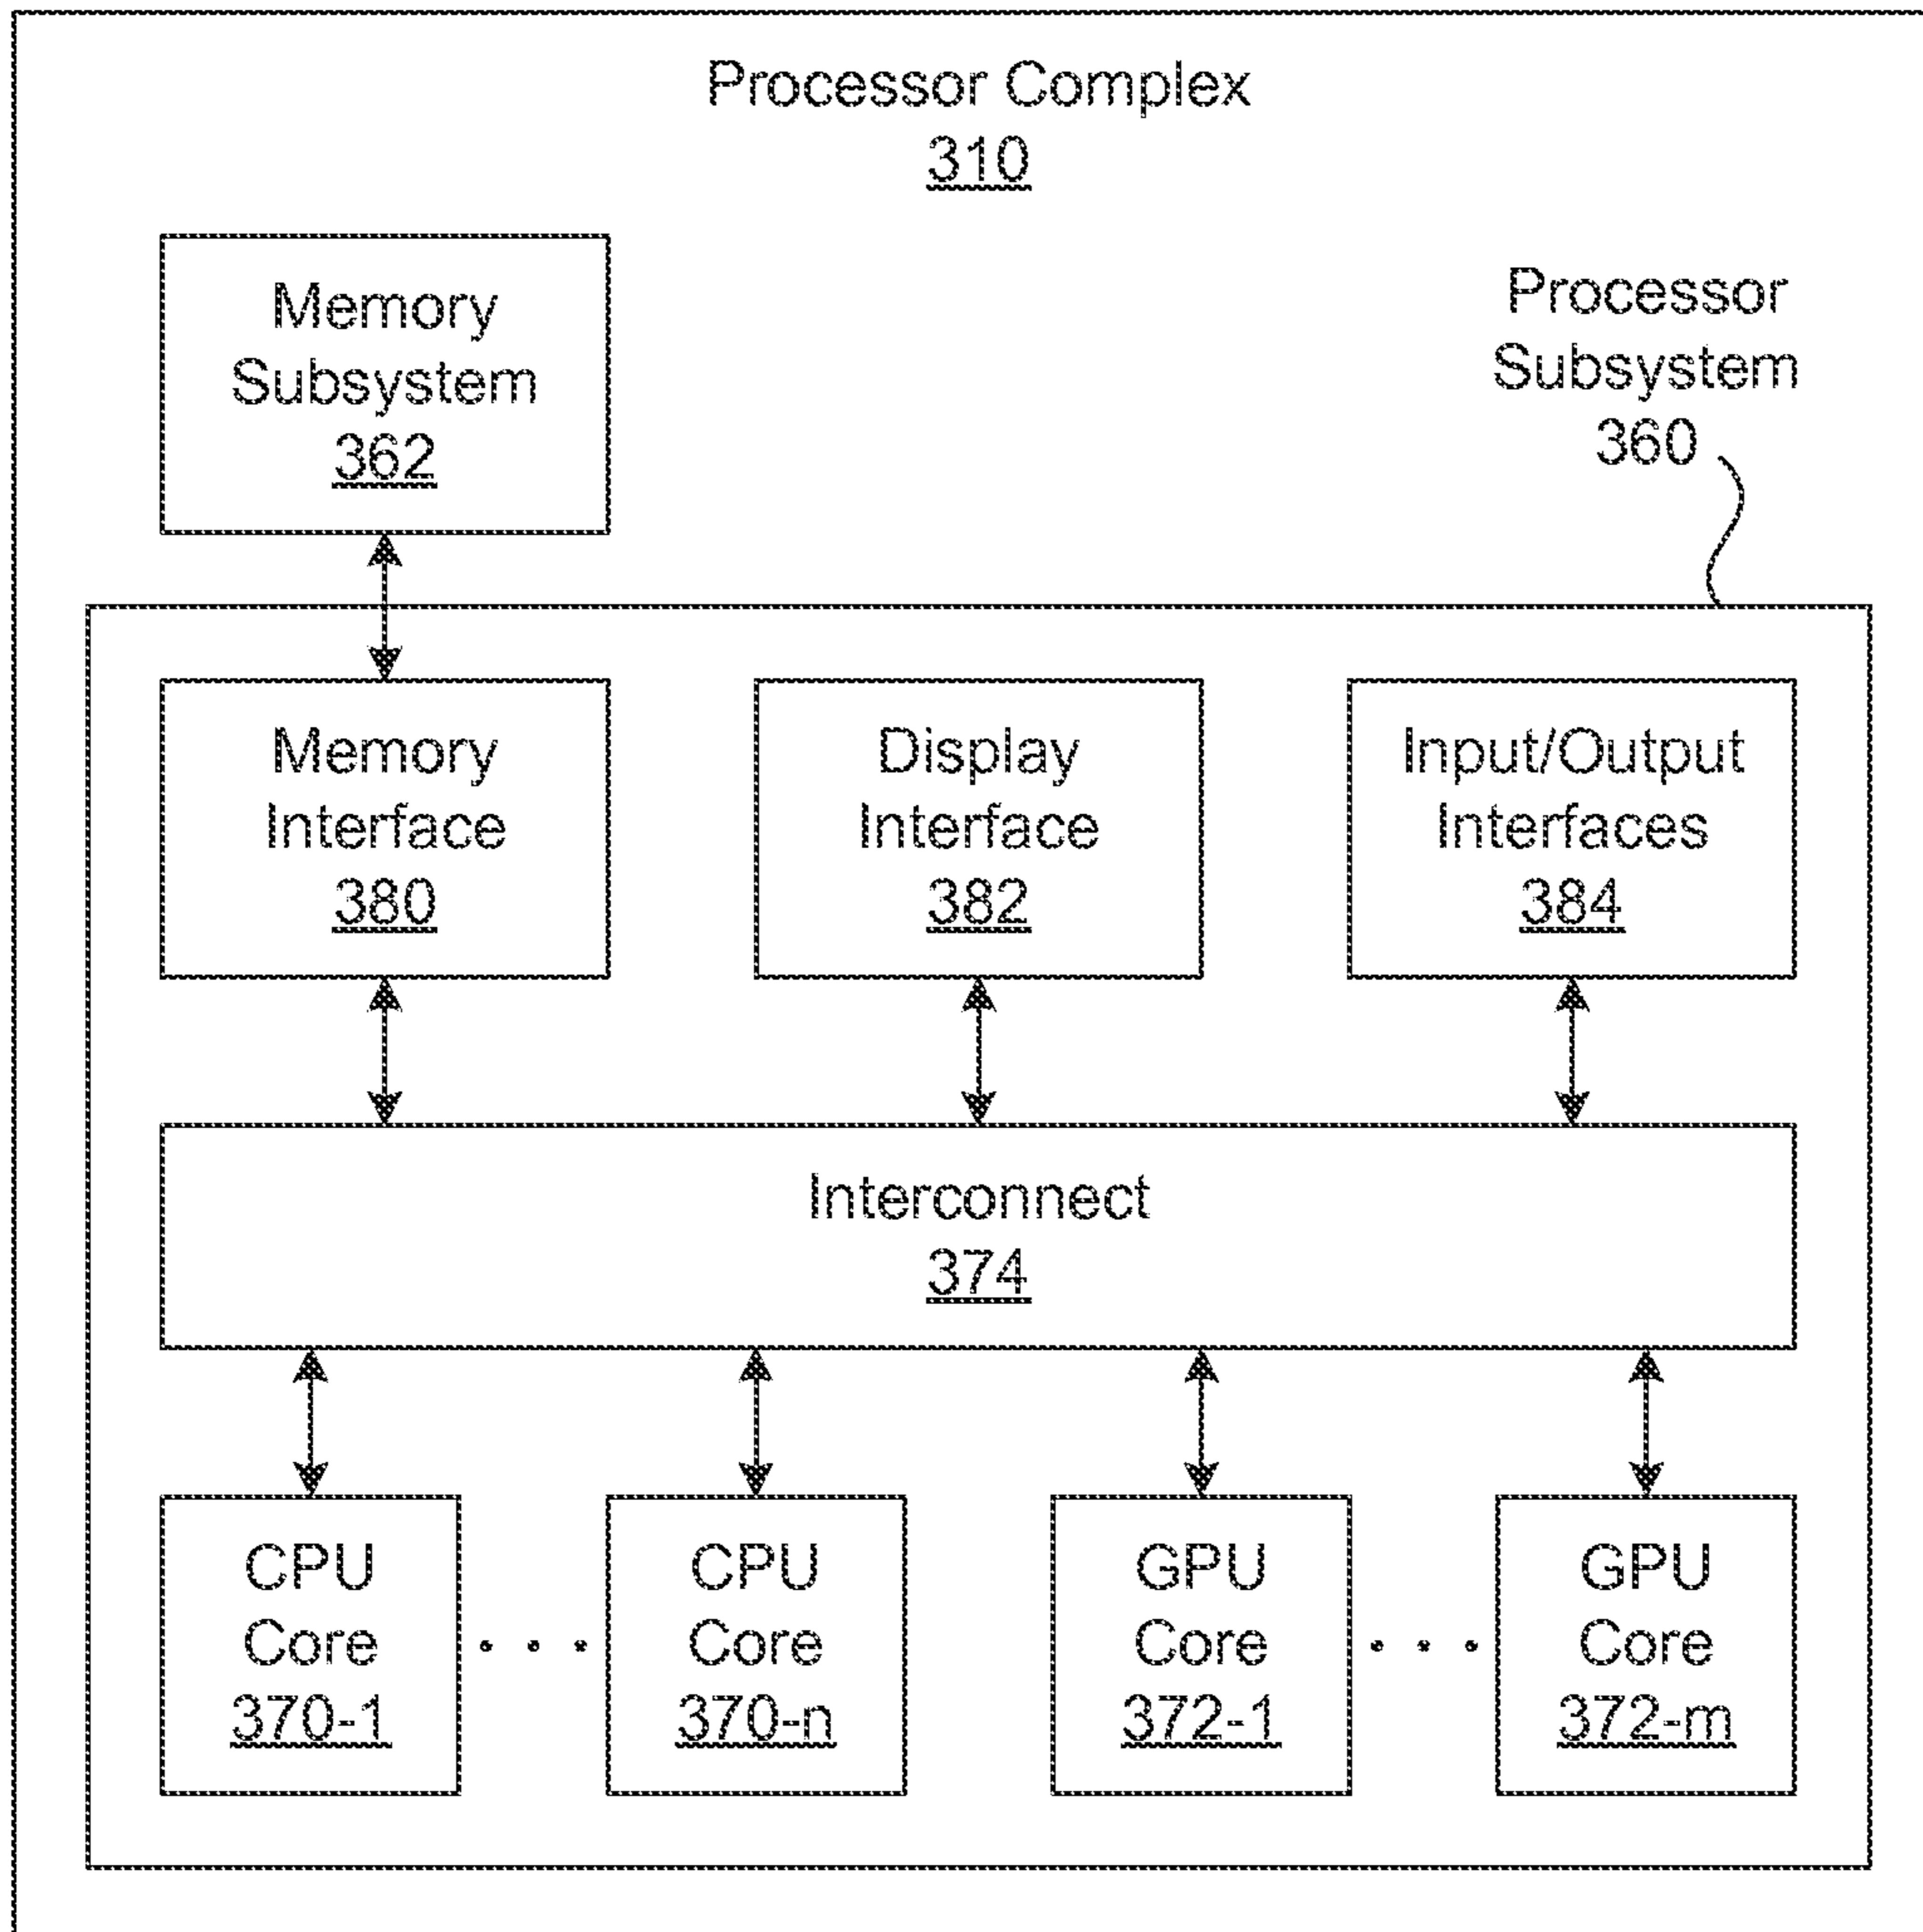 Processor Complex
310
Memory
Subsystem
362
Processor
Subsystem
360
Memory
Interface
380
Display
Interface
382
Input/Output
Interfaces
384
Interconnect
374
CPU
Core
370-1
CPU
Core
370-n
GPU
Core
372-1
GPU
Core
372-m